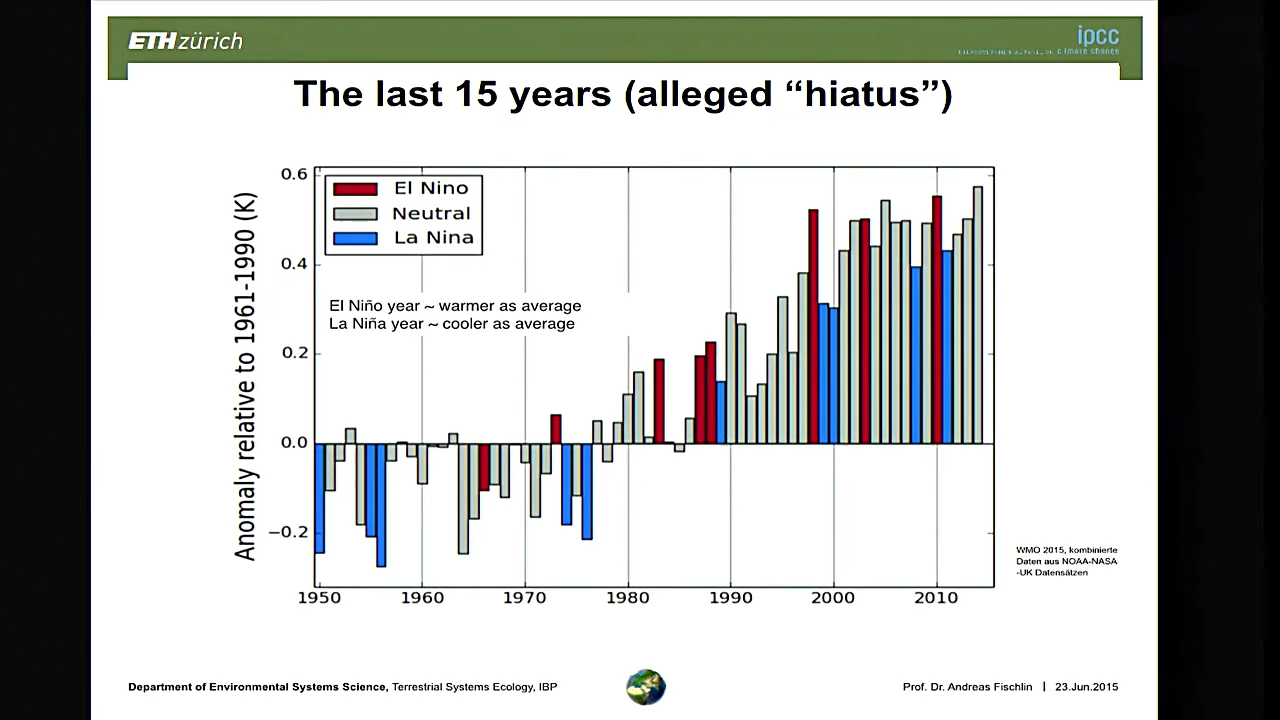 ETH zürich
ipcc
climate change
The last 15 years (alleged “hiatus”)
0.6
0.4
0.2
0.0
−0.2
Anomaly relative to 1961-1990 (K)
El Nino
Neutral
La Nina
El Niño year ~ warmer as average
La Niña year ~ cooler as average
1950 1960 1970 1980 1990 2000 2010
WMO 2015, kombinierte
Daten aus NOAA-NASA
-UK Datensätzen
Department of Environmental Systems Science, Terrestrial Systems Ecology, IBP
Prof. Dr. Andreas Fischlin | 23.Jun.2015